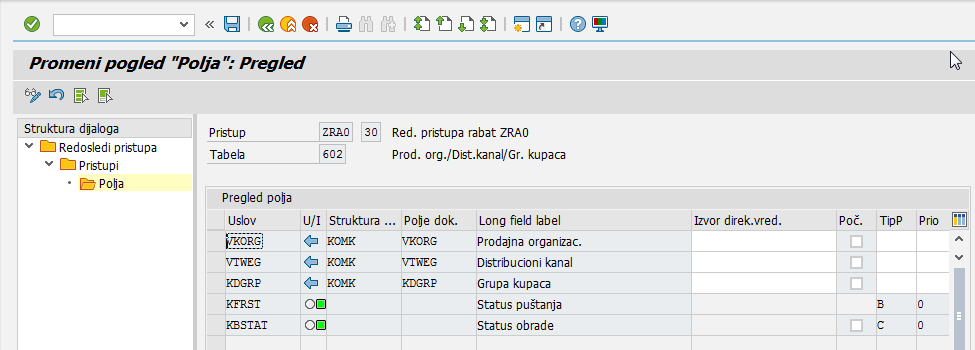 Promeni pogled "Polja": Pregled
Struktura dijaloga
Redosledi pristupa
Pristupi
Polja
Pristup ZRA0 30 Red. pristupa rabat ZRA0
Tabela 602 Prod. org./Dist.kanal/Gr. kupaca
Pregled polja
Uslov U/I Struktura ... Polje dok. Long field label Izvor direk.vred. Poč. TipP Prio
VKORG KOMK VKORG Prodajna organizac.
VTWEG KOMK VTWEG Distribucioni kanal
KDGRP KOMK KDGRP Grupa kupaca
KFRST Status puštanja B 0
KBSTAT Status obrade C 0